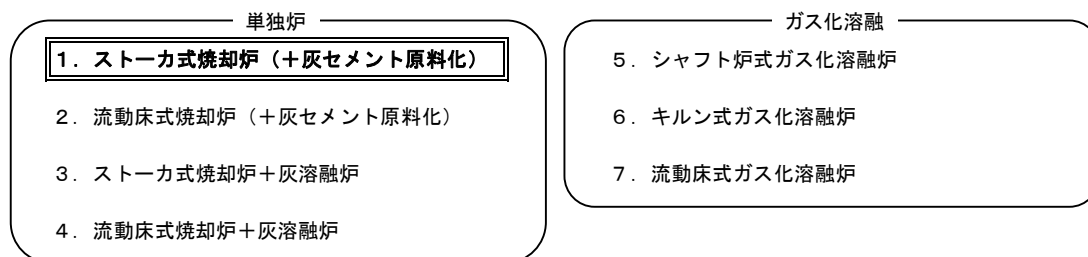 単独炉
1．ストーカ式焼却炉（＋灰セメント原料化）
2．流動床式焼却炉（＋灰セメント原料化）
3．ストーカ式焼却炉＋灰溶融炉
4．流動床式焼却炉＋灰溶融炉
ガス化溶融
5．シャフト炉式ガス化溶融炉
6．キルン式ガス化溶融炉
7．流動床式ガス化溶融炉